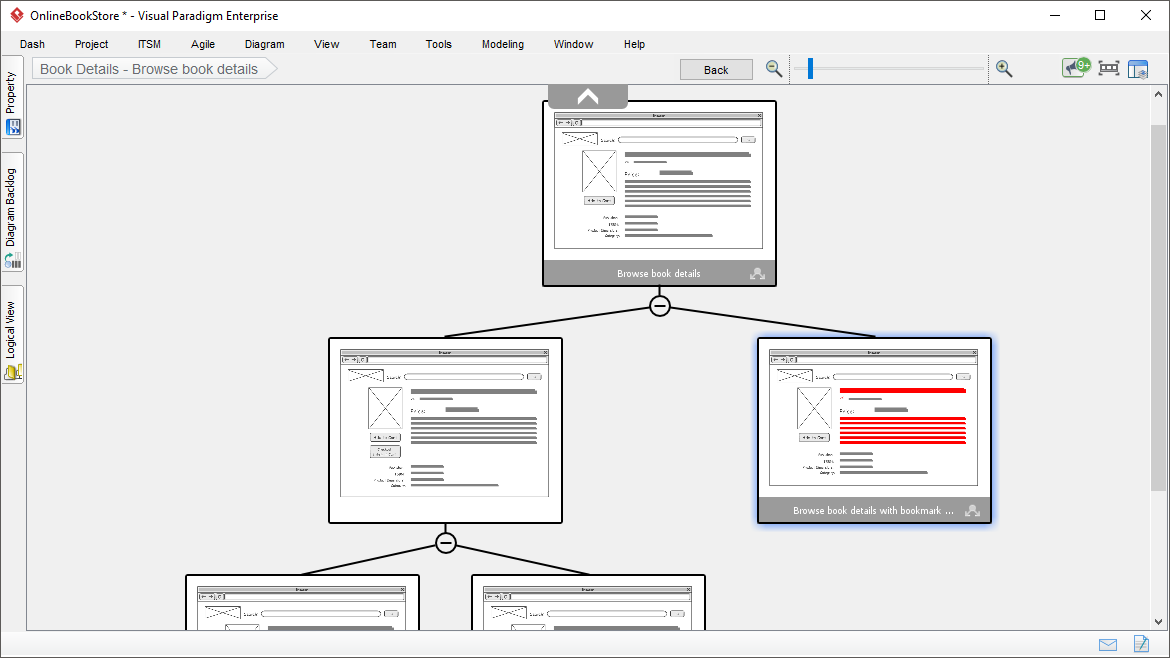 OnlineBookStore * - Visual Paradigm Enterprise
Dash Project ITSM Agile Diagram View Team Tools Modeling Window Help
Book Details - Browse book details
Back
9+
Property
Diagram Backlog
Logical View
Browse book details
Browse book details with bookmark ...